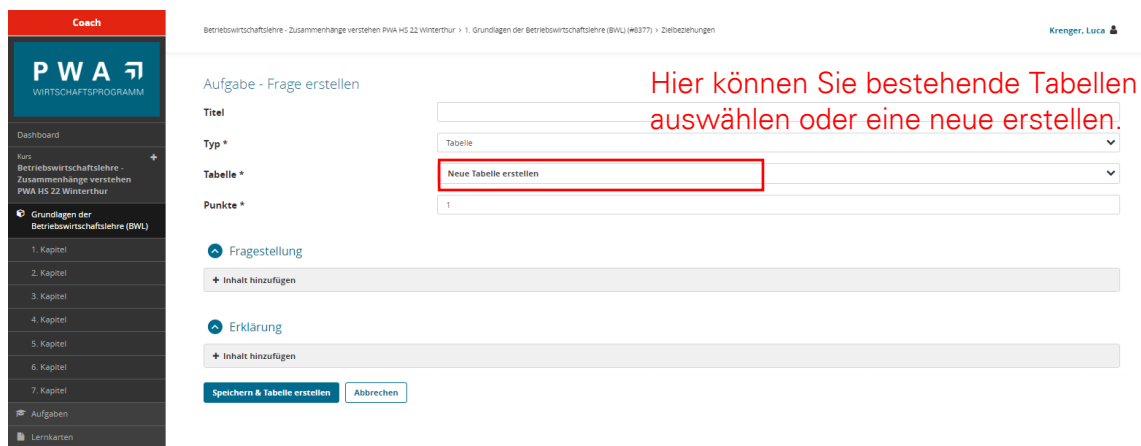 Coach
Betriebswirtschaftslehre - Zusammenhänge verstehen PWA HS 22 Winterthur > 1. Grundlagen der Betriebswirtschaftslehre (BWL) (#8377) > Zielbeziehungen
Krenger, Luca
PWA
WIRTSCHAFTSPROGRAMM
Dashboard
Kurs
Betriebswirtschaftslehre -
Zusammenhänge verstehen
PWA HS 22 Winterthur
Grundlagen der
Betriebswirtschaftslehre (BWL)
1. Kapitel
2. Kapitel
3. Kapitel
4. Kapitel
5. Kapitel
6. Kapitel
7. Kapitel
Aufgaben
Lernkarten
Aufgabe - Frage erstellen
Hier können Sie bestehende Tabellen
auswählen oder eine neue erstellen.
Titel
Typ * Tabelle
Tabelle * Neue Tabelle erstellen
Punkte * 1
Fragestellung
+ Inhalt hinzufügen
Erklärung
+ Inhalt hinzufügen
Speichern & Tabelle erstellen Abbrechen